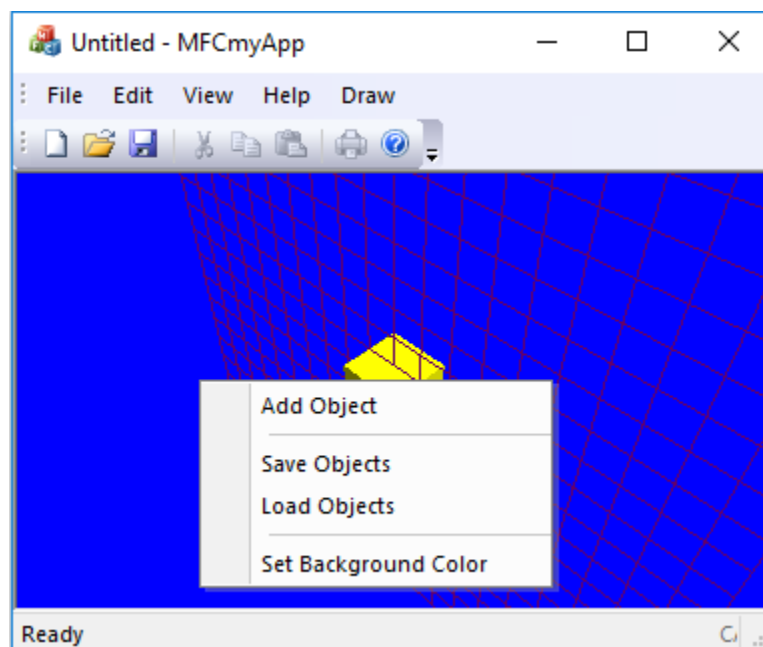 Untitled - MFCmyApp
File Edit View Help Draw
Add Object
Save Objects
Load Objects
Set Background Color
Ready